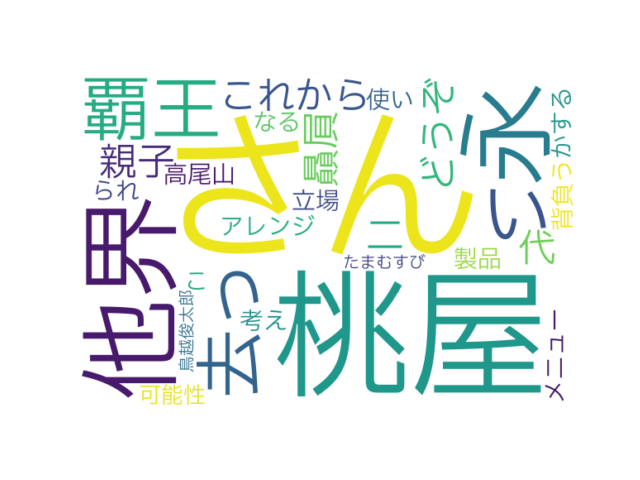 覇王
これから
使い
どうぞ
永
かする
なる
さん
贔屓
親子
高尾山
られ
立場
い
背負う
他界
アレンジ
ニ
代
たまむすび
製品
去っ
こ
鳥越俊太郎
考え
桃屋
メニュー
可能性